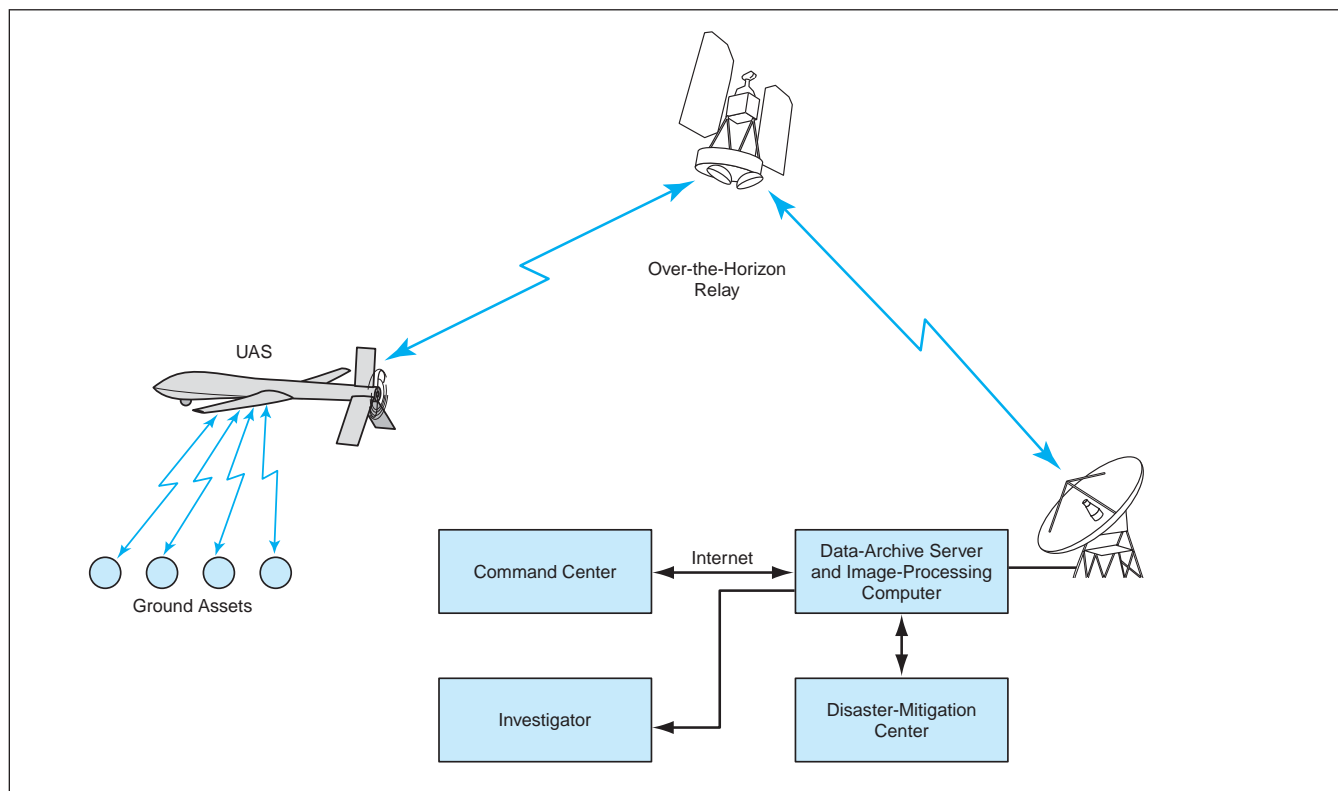 Over-the-Horizon
Relay
UAS
Ground Assets
Command Center
Internet
Data-Archive Server
and Image-Processing
Computer
Investigator
Disaster-Mitigation
Center